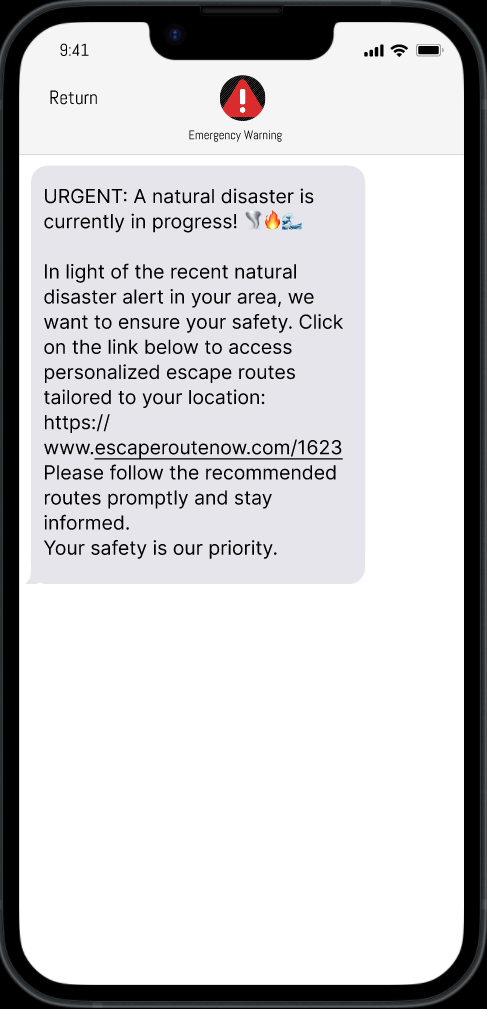 9:41
Return
Emergency Warning
URGENT: A natural disaster is
currently in progress! 🌪️🔥🌊
In light of the recent natural
disaster alert in your area, we
want to ensure your safety. Click
on the link below to access
personalized escape routes
tailored to your location:
https://
www.escaperoutenow.com/1623
Please follow the recommended
routes promptly and stay
informed.
Your safety is our priority.